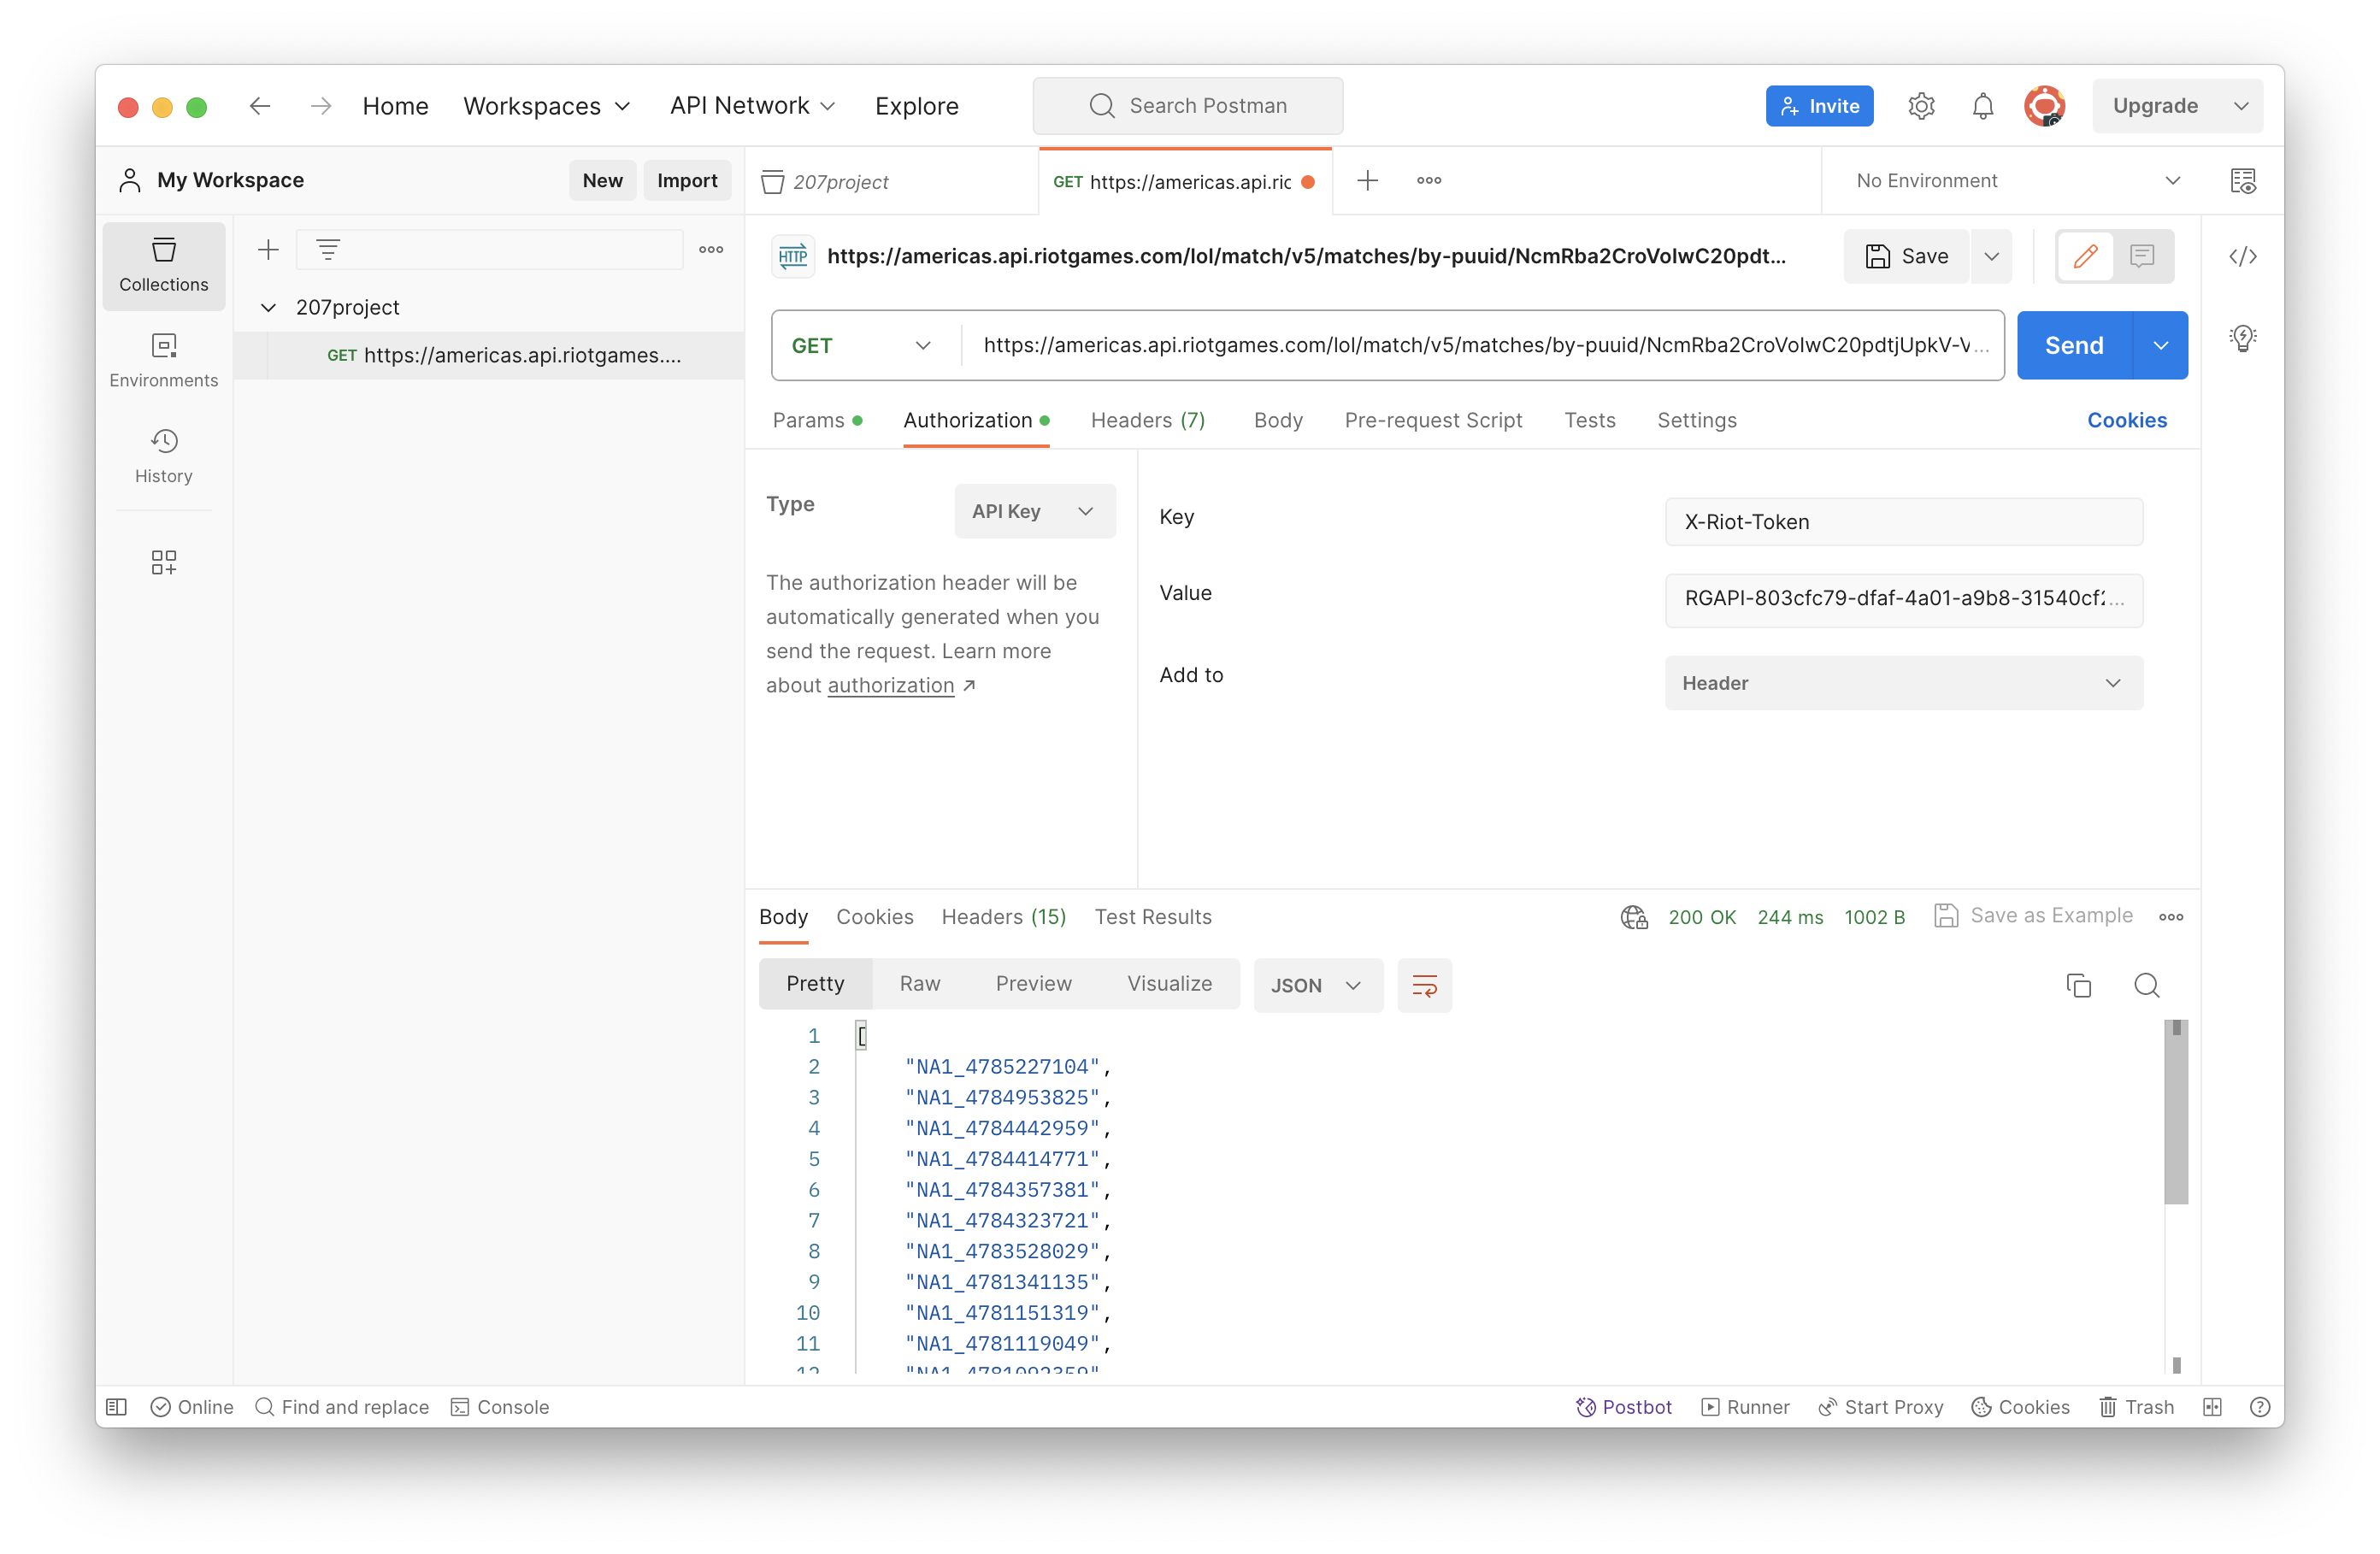 Home Workspaces API Network Explore Search Postman Invite Upgrade
My Workspace New Import 207project GET https://americas.api.ric No Environment
Collections
Environments
History
207project
GET https://americas.api.riotgames....
HTTP https://americas.api.riotgames.com/lol/match/v5/matches/by-puuid/NcmRba2CroVolwC20pdt... Save
GET https://americas.api.riotgames.com/lol/match/v5/matches/by-puuid/NcmRba2CroVolwC20pdtjUpkV-V... Send
Params Authorization Headers (7) Body Pre-request Script Tests Settings Cookies
Type API Key
The authorization header will be
automatically generated when you
send the request. Learn more
about authorization ↗
Key X-Riot-Token
Value RGAPI-803cfc79-dfaf-4a01-a9b8-31540cf...
Add to Header
Body Cookies Headers (15) Test Results 200 OK 244 ms 1002 B Save as Example
Pretty Raw Preview Visualize JSON
1 [
2 "NA1_4785227104",
3 "NA1_4784953825",
4 "NA1_4784442959",
5 "NA1_4784414771",
6 "NA1_4784357381",
7 "NA1_4784323721",
8 "NA1_4783528029",
9 "NA1_4781341135",
10 "NA1_4781151319",
11 "NA1_4781119049",
12 "NA1_4781092359"
Online Find and replace Console Postbot Runner Start Proxy Cookies Trash